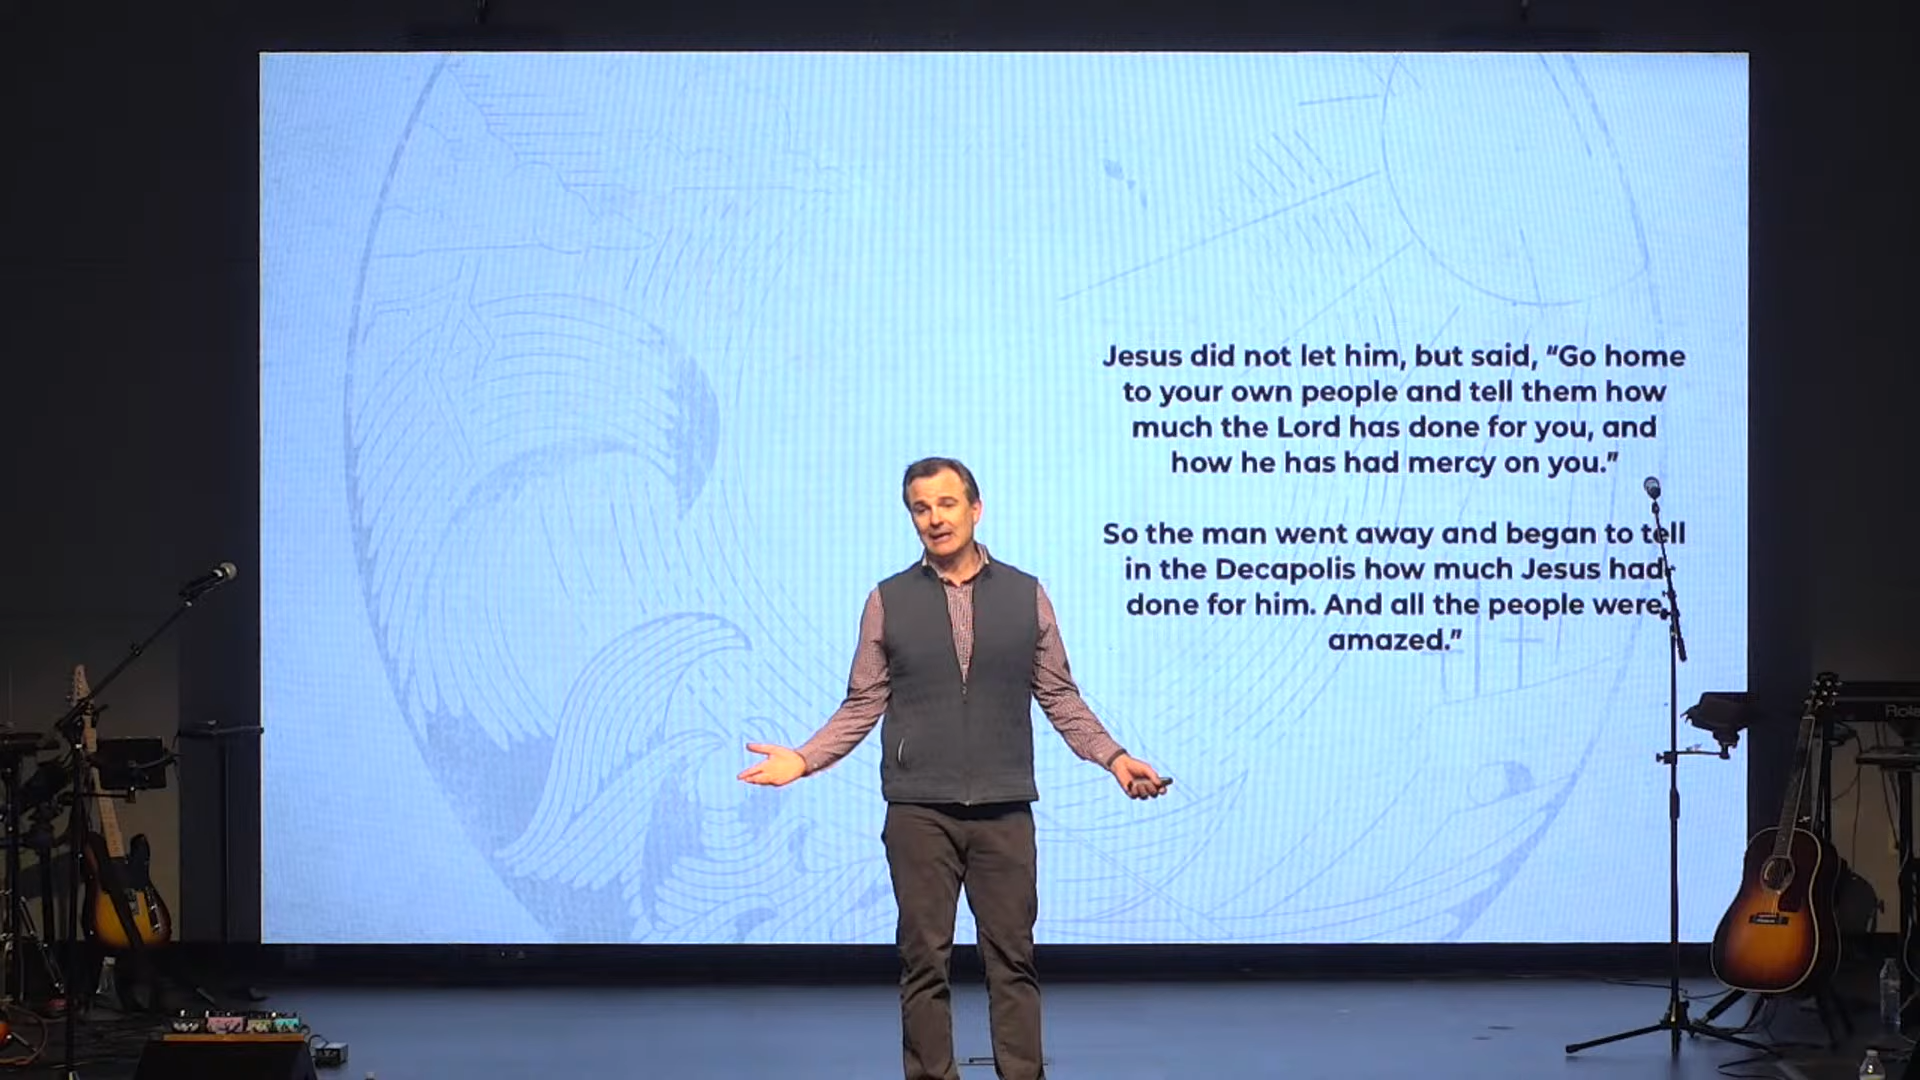 Jesus did not let him, but said, “Go home
to your own people and tell them how
much the Lord has done for you, and
how he has had mercy on you.”
So the man went away and began to tell
in the Decapolis how much Jesus had
done for him. And all the people were
amazed.”